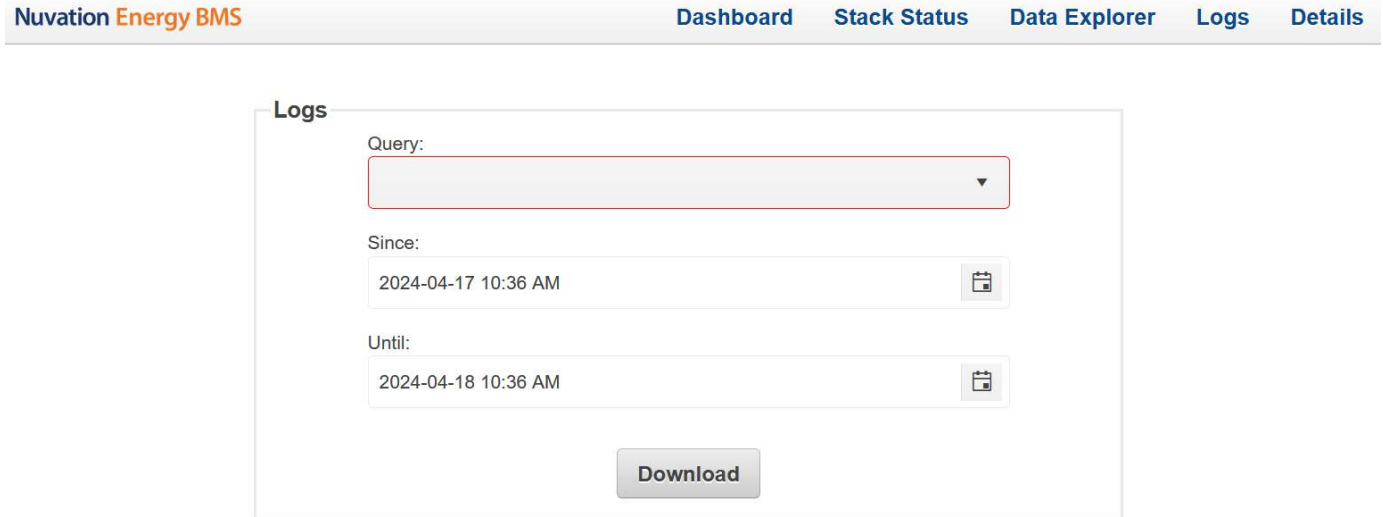 Nuvation Energy BMS Dashboard Stack Status Data Explorer Logs Details
Logs
Query:
Since:
2024-04-17 10:36 AM
Until:
2024-04-18 10:36 AM
Download